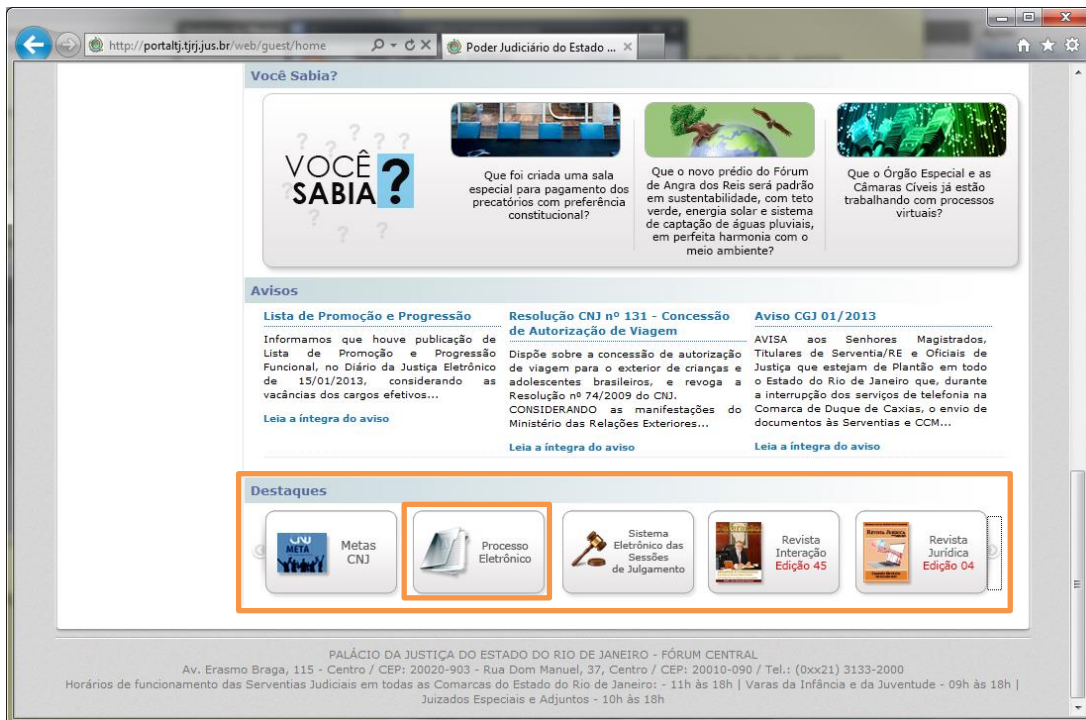 http://portaltj.tjrj.jus.br/web/guest/home
Poder Judiciário do Estado ...
Você Sabia?
VOCÊ
SABIA?
Que foi criada uma sala
especial para pagamento dos
precatórios com preferência
constitucional?
Que o novo prédio do Fórum
de Angra dos Reis será padrão
em sustentabilidade, com teto
verde, energia solar e sistema
de captação de águas pluviais,
em perfeita harmonia com o
meio ambiente?
Que o Órgão Especial e as
Câmaras Cíveis já estão
trabalhando com processos
virtuais?
Avisos
Lista de Promoção e Progressão
Informamos que houve publicação de
Lista de Promoção e Progressão
Funcional, no Diário da Justiça Eletrônico
de 15/01/2013, considerando as
vacâncias dos cargos efetivos...
Leia a íntegra do aviso
Resolução CNJ nº 131 - Concessão
de Autorização de Viagem
Dispõe sobre a concessão de autorização
de viagem para o exterior de crianças e
adolescentes brasileiros, e revoga a
Resolução nº 74/2009 do CNJ.
CONSIDERANDO as manifestações do
Ministério das Relações Exteriores...
Leia a íntegra do aviso
Aviso CGJ 01/2013
AVISA aos Senhores Magistrados,
Titulares de Serventia/RE e Oficiais de
Justiça que estejam de Plantão em todo
o Estado do Rio de Janeiro que, durante
a interrupção dos serviços de telefonia na
Comarca de Duque de Caxias, o envio de
documentos às Serventias e CCM...
Leia a íntegra do aviso
Destaques
CNJ
META
Metas
CNJ
Processo
Eletrônico
Sistema
Eletrônico das
Sessões
de Julgamento
Revista
Interação
Edição 45
Revista
Jurídica
Edição 04
PALÁCIO DA JUSTIÇA DO ESTADO DO RIO DE JANEIRO - FÓRUM CENTRAL
Av. Erasmo Braga, 115 - Centro / CEP: 20020-903 - Rua Dom Manuel, 37, Centro / CEP: 20010-090 / Tel.: (0xx21) 3133-2000
Horários de funcionamento das Serventias Judiciais em todas as Comarcas do Estado do Rio de Janeiro: - 11h às 18h | Varas da Infância e da Juventude - 09h às 18h |
Juizados Especiais e Adjuntos - 10h às 18h